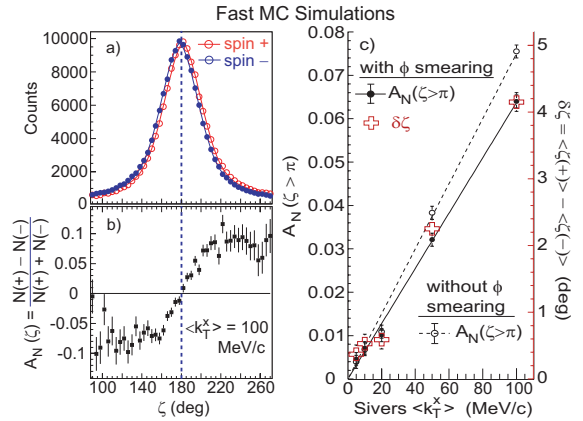 Fast MC Simulations
a)
spin +
spin −
Counts
10000
8000
6000
4000
2000
0
b)
A_N (ζ) = N(+) − N(−) / N(+) + N(−)
0.1
0.05
0
-0.05
-0.1
<k_T^x> = 100
MeV/c
100 140 180 220 260
ζ (deg)
c)
with ϕ smearing
A_N(ζ>π)
δζ
without ϕ
smearing
A_N(ζ>π)
A_N(ζ > π)
0.08
0.07
0.06
0.05
0.04
0.03
0.02
0.01
0.00
0 20 40 60 80 100
Sivers <k_T^x> (MeV/c)
5
4
3
2
1
0
δζ = <ζ(+)> − <ζ(−)>
(deg)